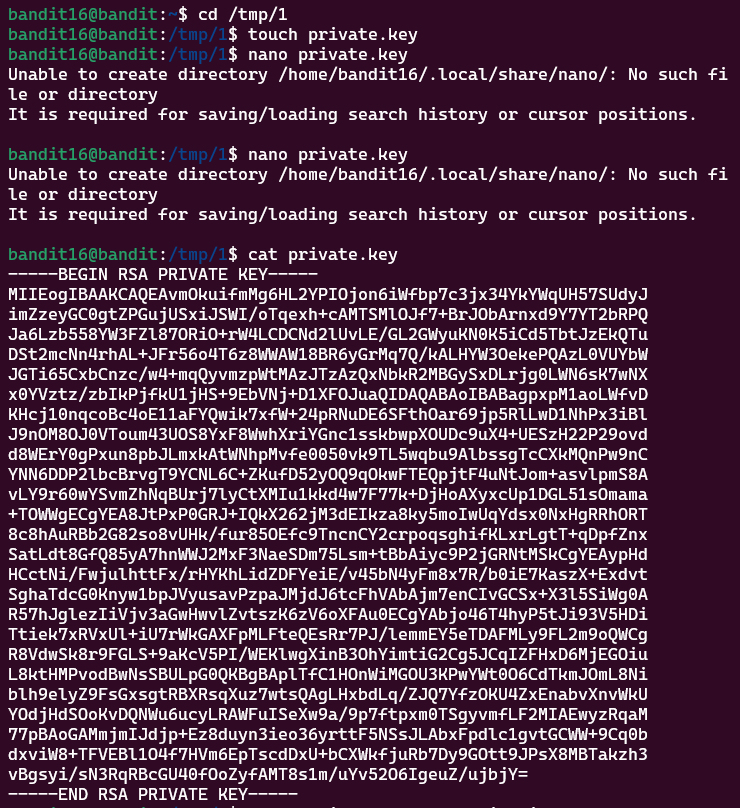 bandit16@bandit:~$ cd /tmp/1
bandit16@bandit:/tmp/1$ touch private.key
bandit16@bandit:/tmp/1$ nano private.key
Unable to create directory /home/bandit16/.local/share/nano/: No such fi
le or directory
It is required for saving/loading search history or cursor positions.
bandit16@bandit:/tmp/1$ nano private.key
Unable to create directory /home/bandit16/.local/share/nano/: No such fi
le or directory
It is required for saving/loading search history or cursor positions.
bandit16@bandit:/tmp/1$ cat private.key
-----BEGIN RSA PRIVATE KEY-----
MIIEogIBAAKCAQEAvmOkuifmMg6HL2YPIOjon6iWfbp7c3jx34YkYWqUH57SUdyJ
imZzeyGC0gtZPGujUSxiJSWI/oTqexh+cAMTSMlOJf7+BrJObArnxd9Y7YT2bRPQ
Ja6Lzb558YW3FZl87ORiO+rW4LCDCNd2lUvLE/GL2GWyuKN0K5iCd5TbtJzEkQTu
DSt2mcNn4rhAL+JFr56o4T6z8WWAW18BR6yGrMq7Q/kALHYW3OekePQAzL0VUYbW
JGTi65CxbCnzc/w4+mqQyvmzpWtMAzJTzAzQxNbkR2MBGySxDLrjg0LWN6sK7wNX
x0YVztz/zbIkPjfkU1jHS+9EbVNj+D1XFOJuaQIDAQABAoIBABagpxpM1aoLWfvD
KHcj10nqcoBc4oE11aFYQwik7xfW+24pRNuDE6SFthOar69jp5RlLwD1NhPx3iBl
J9nOM8OJ0VToum43UOS8YxF8WwhXriYGnc1sskbwpXOUDc9uX4+UESzH22P29ovd
d8WErY0gPxun8pbJLmxkAtWNhpMvfe0050vk9TL5wqbu9AlbssgTcCXkMQnPw9nC
YNN6DDP2lbcBrvgT9YCNL6C+ZKufD52yOQ9qOkwFTEQpjtF4uNtJom+asvlpmS8A
vLY9r60wYSvmZhNqBUrj7lyCtXMIu1kkd4w7F77k+DjHoAXyxcUp1DGL51sOmama
+TOWWgECgYEA8JtPxP0GRJ+IQkX262jM3dEIkza8ky5moIwUqYdsx0NxHgRRhORT
8c8hAuRBb2G82so8vUHk/fur85OEfc9TncnCY2crpoqsghifKLxrLgtT+qDpfZnx
SatLdt8GfQ85yA7hnWWJ2MxF3NaeSDm75Lsm+tBbAiyc9P2jGRNtMSkCgYEAypHd
HCctNi/FwjulhttFx/rHYKhLidZDFYeiE/v45bN4yFm8x7R/b0iE7KaszX+Exdvt
SghaTdcG0Knyw1bpJVyusavPzpaJMjdJ6tcFhVAbAjm7enCIvGCSx+X3l5SiWg0A
R57hJglezIiVjv3aGwHwvlZvtszK6zV6oXFAu0ECgYAbjo46T4hyP5tJi93V5HDi
Ttiek7xRVxUl+iU7rWkGAXFpMLFteQEsRr7PJ/lemmEY5eTDAFMLy9FL2m9oQWCg
R8VdwSk8r9FGLS+9aKcV5PI/WEKlwgXinB3OhYimtiG2Cg5JCqIZFHxD6MjEGOiu
L8ktHMPvodBwNsSBULpG0QKBgBAplTfC1HOnWiMGOU3KPwYWt0O6CdTkmJOmL8Ni
blh9elyZ9FsGxsgtRBXRsqXuz7wtsQAgLHxbdLq/ZJQ7YfzOKU4ZxEnabvXnvWkU
YOdjHdSOoKvDQNWu6ucyLRAWFuISeXw9a/9p7ftpxm0TSgyvmfLF2MIAEwyzRqaM
77pBAoGAMmjmIJdjp+Ez8duyn3ieo36yrttF5NSsJLAbxFpdlc1gvtGCWW+9Cq0b
dxviW8+TFVEBl1O4f7HVm6EpTscdDxU+bCXWkfjuRb7Dy9GOtt9JPsX8MBTakzh3
vBgsyi/sN3RqRBcGU40fOoZyfAMT8s1m/uYv52O6IgeuZ/ujbjY=
-----END RSA PRIVATE KEY-----